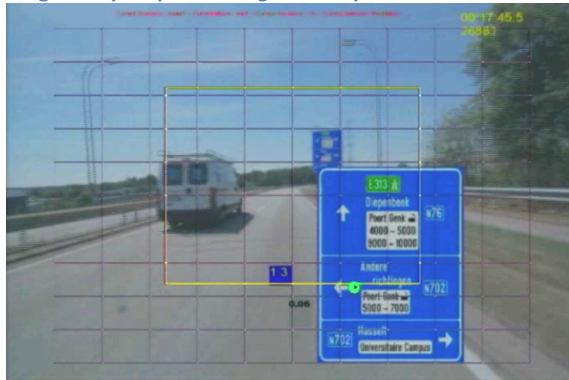 00:17:45:5
26883
E313 A
Diepenbeek
N76
Poort Genk
4000 - 5000
9000 - 10000
Andere
richtingen
N702
Poort Genk
5000 - 7000
13
0.06
Hasselt
N702
Universitaire Campus